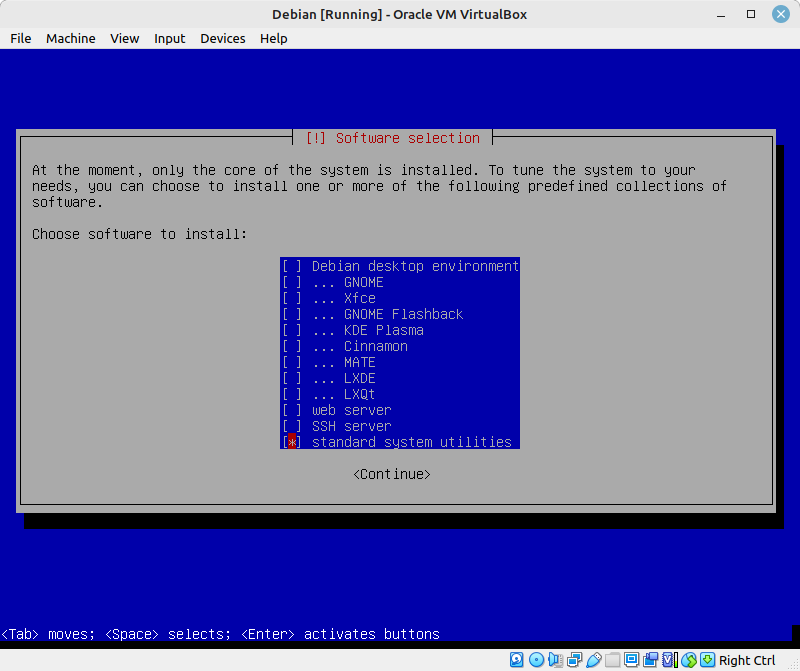 Debian [Running] - Oracle VM VirtualBox
File Machine View Input Devices Help
[!] Software selection
At the moment, only the core of the system is installed. To tune the system to your
needs, you can choose to install one or more of the following predefined collections of
software.
Choose software to install:
[ ] Debian desktop environment
[ ] ... GNOME
[ ] ... Xfce
[ ] ... GNOME Flashback
[ ] ... KDE Plasma
[ ] ... Cinnamon
[ ] ... MATE
[ ] ... LXDE
[ ] ... LXQt
[ ] web server
[ ] SSH server
[*] standard system utilities
<Continue>
<Tab> moves; <Space> selects; <Enter> activates buttons
Right Ctrl